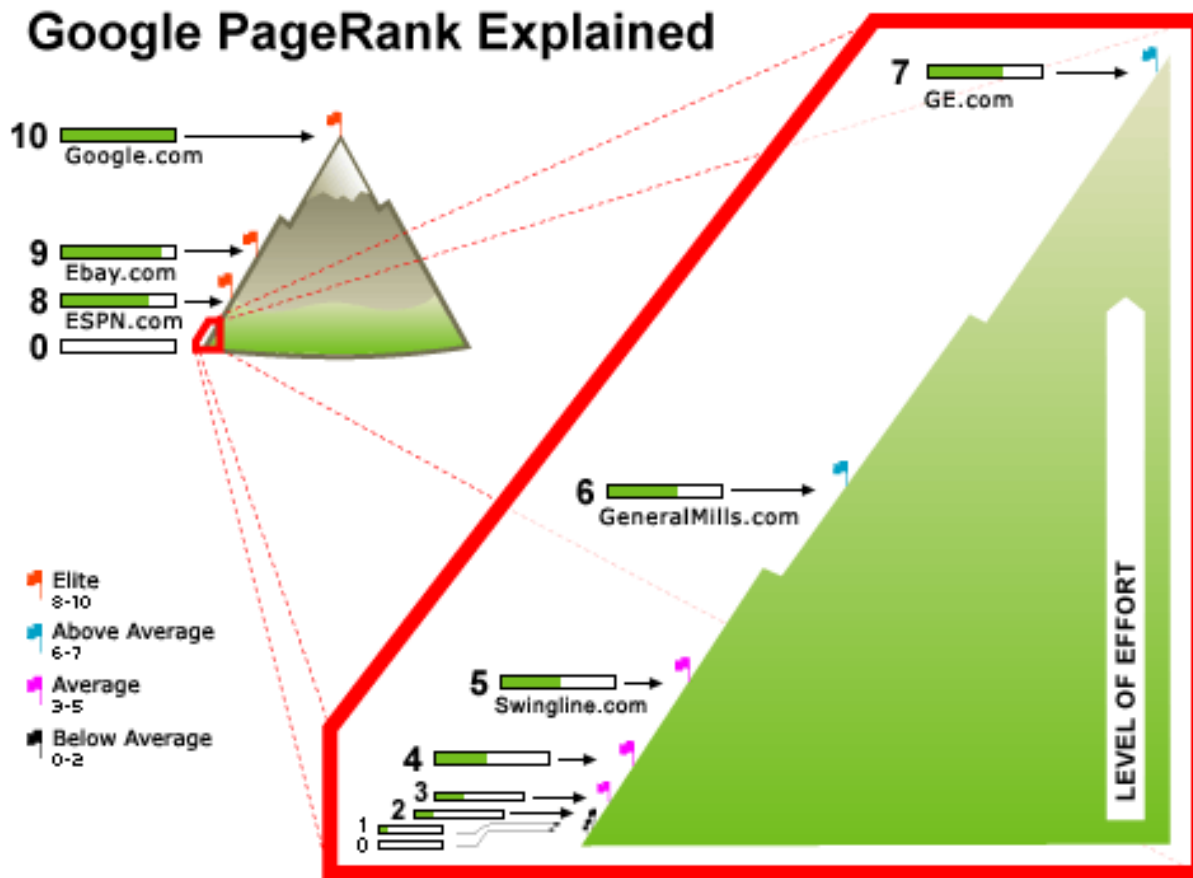 Google PageRank Explained
10
Google.com
9
Ebay.com
8
ESPN.com
0
7
GE.com
6
GeneralMills.com
5
Swingline.com
4
3
2
1
0
LEVEL OF EFFORT
Elite
8-10
Above Average
6-7
Average
3-5
Below Average
0-2